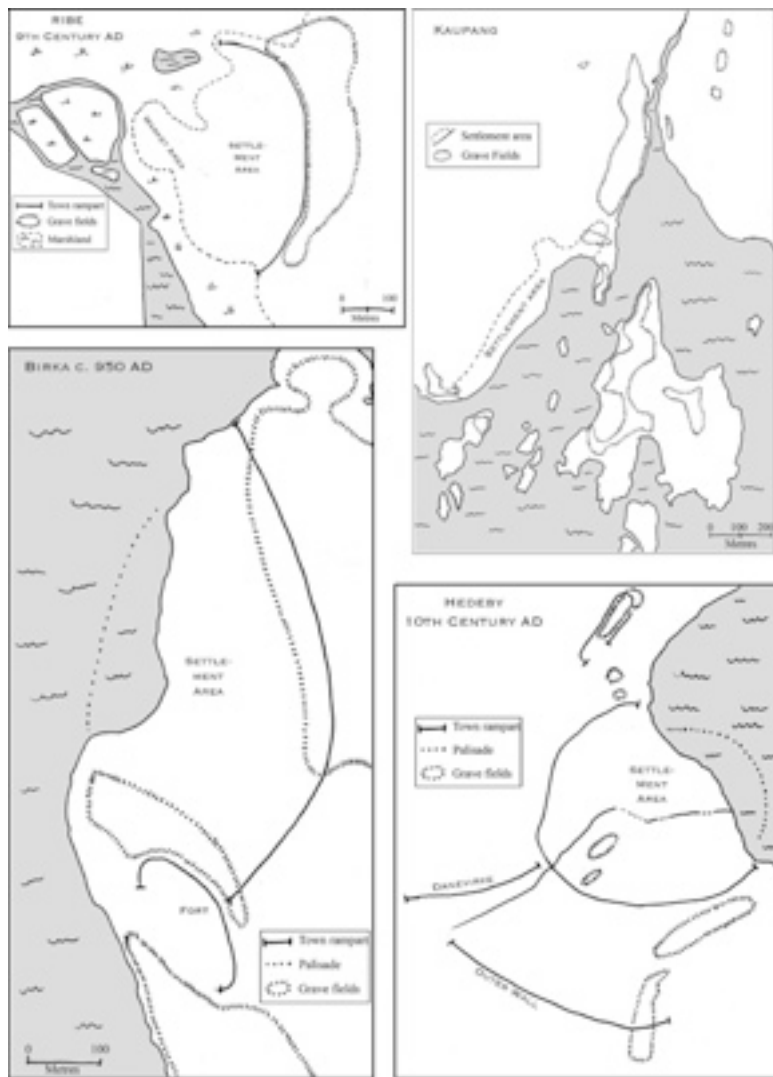 RIBE
9TH CENTURY AD
MARKET AREA
SETTLE-
MENT
AREA
Town rampart
Grave fields
Marshland
0 100
Metres
KAUPANG
Settlement area
Grave Fields
SETTLEMENT AREA
0 100 200
Metres
BIRKA C. 950 AD
SETTLE-
MENT
AREA
FORT
Town rampart
Palisade
Grave fields
0 100
Metres
HEDEBY
10TH CENTURY AD
Town rampart
Palisade
Grave fields
SETTLE-
MENT
AREA
DANEVIRKE
OUTER WALL